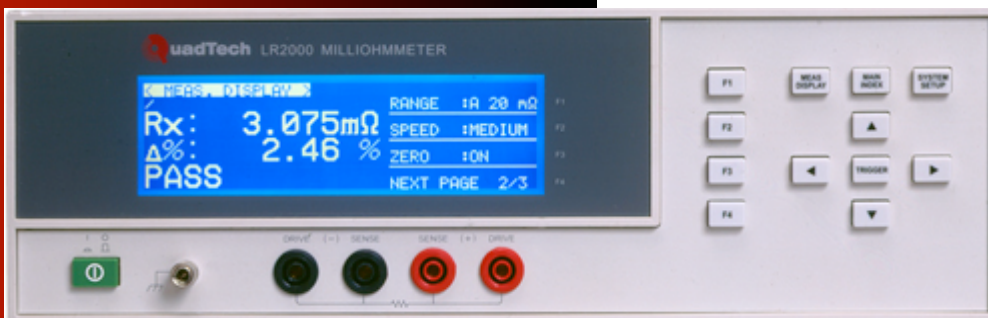 QuadTech LR2000 MILLIOHMMETER
< MEAS. DISPLAY >
RANGE :A 20 mΩ F1
Rx: 3.075mΩ
SPEED :MEDIUM F2
Δ%: 2.46 %
ZERO :ON F3
PASS
NEXT PAGE 2/3 F4
F1
F2
F3
F4
MEAS DISPLAY
MAIN INDEX
SYSTEM SETUP
TRIGGER
DRIVE (-) SENSE
SENSE (+) DRIVE